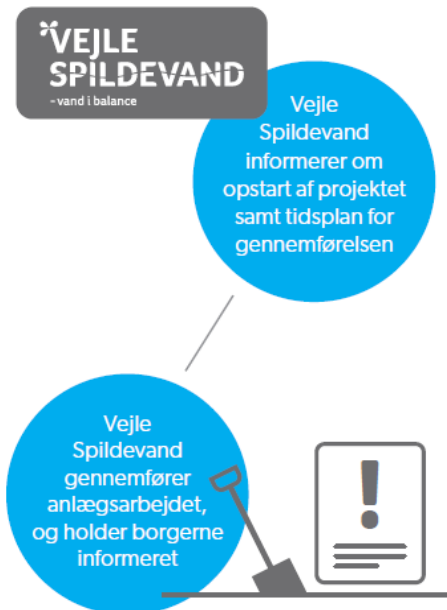 VEJLE
SPILDEVAND
- vand i balance
Vejle
Spildevand
informerer om
opstart af projektet
samt tidsplan for
gennemførelsen
Vejle
Spildevand
gennemfører
anlægsarbejdet,
og holder borgerne
informeret
!